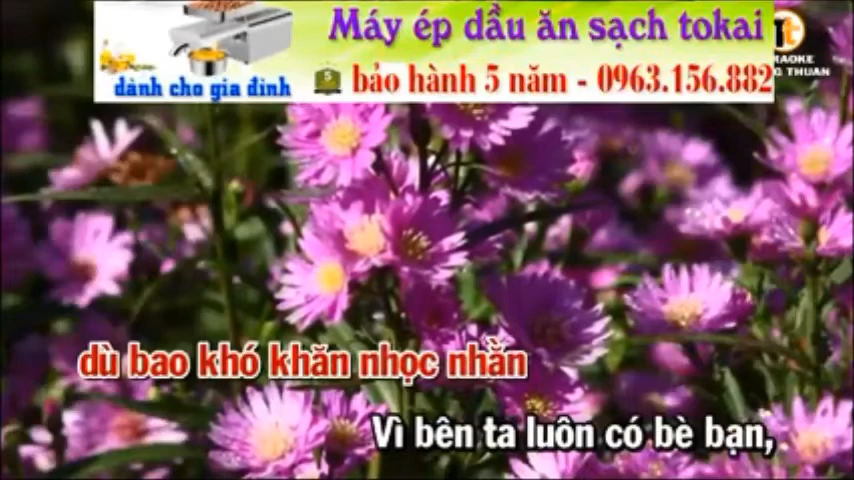 Máy ép dầu ăn sạch tokai
dành cho gia đình
5
bảo hành 5 năm - 0963.156.882
dù bao khó khăn nhọc nhằn
Vì bên ta luôn có bè bạn,